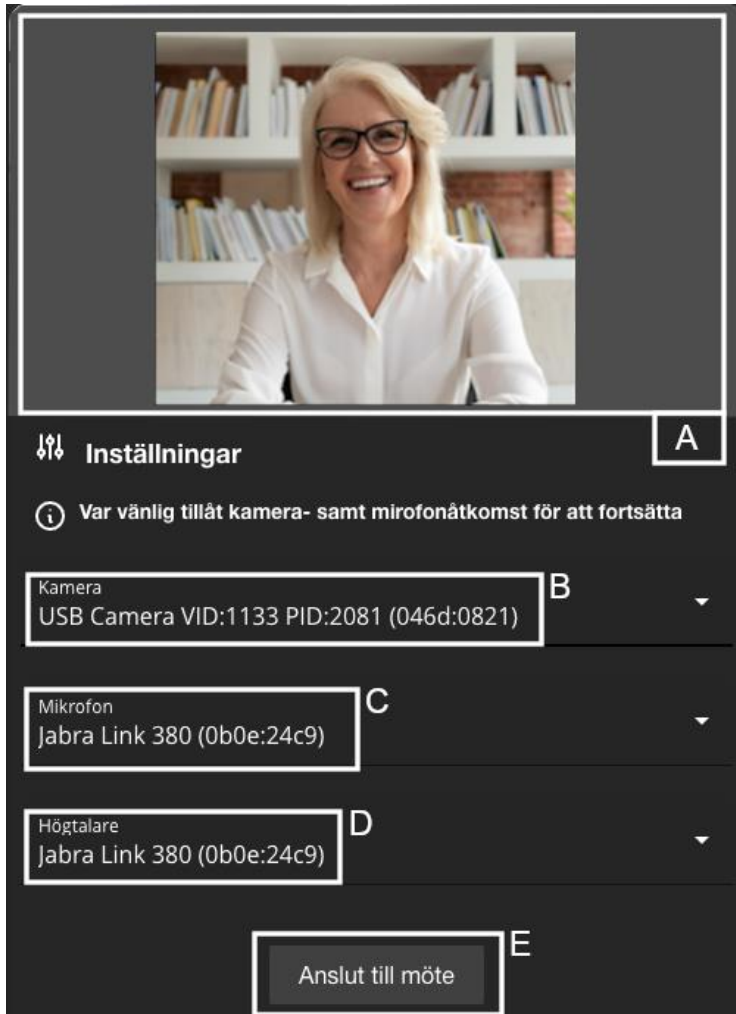 A
Inställningar
Var vänlig tillåt kamera- samt mirofonåtkomst för att fortsätta
Kamera
USB Camera VID:1133 PID:2081 (046d:0821)
B
Mikrofon
Jabra Link 380 (0b0e:24c9)
C
Högtalare
Jabra Link 380 (0b0e:24c9)
D
Anslut till möte
E